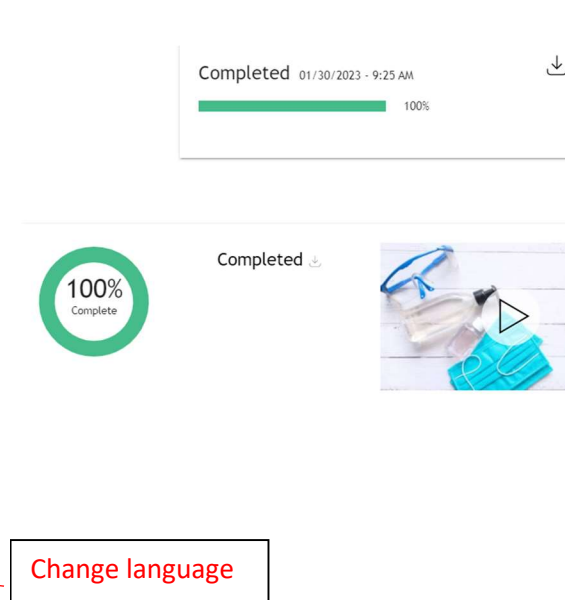 Completed 01/30/2023 - 9:25 AM
100%
100%
Complete
Completed
Change language